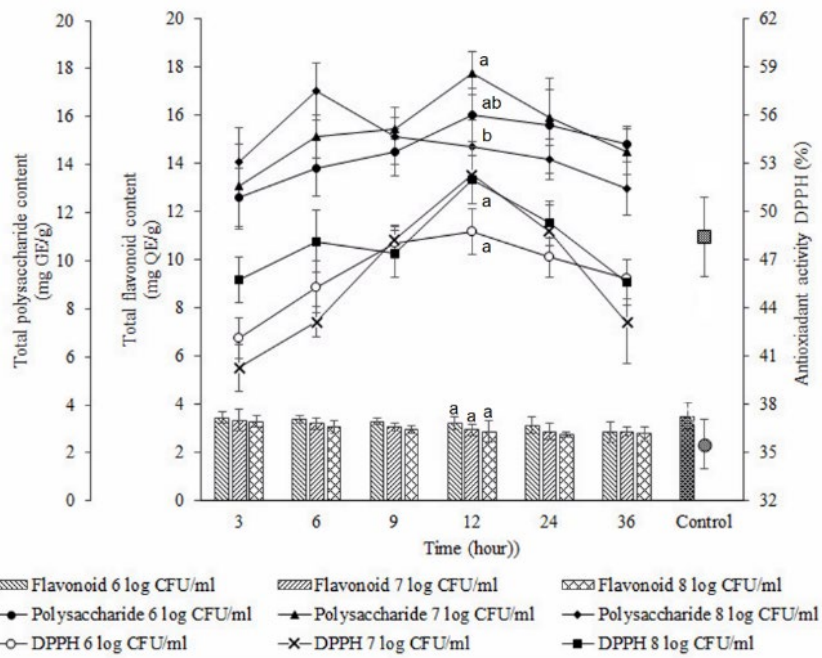 20
18
16
14
12
10
8
6
4
2
0
Total polysaccharide content
(mg GE/g)
20
18
16
14
12
10
8
6
4
2
0
Total flavonoid content
(mg QE/g)
a
ab
b
a
a
a a a
62
59
56
53
50
47
44
41
38
35
32
Antioxiadant activity DPPH (%)
3 6 9 12 24 36 Control
Time (hour))
Flavonoid 6 log CFU/ml Flavonoid 7 log CFU/ml Flavonoid 8 log CFU/ml
Polysaccharide 6 log CFU/ml Polysaccharide 7 log CFU/ml Polysaccharide 8 log CFU/ml
DPPH 6 log CFU/ml DPPH 7 log CFU/ml DPPH 8 log CFU/ml